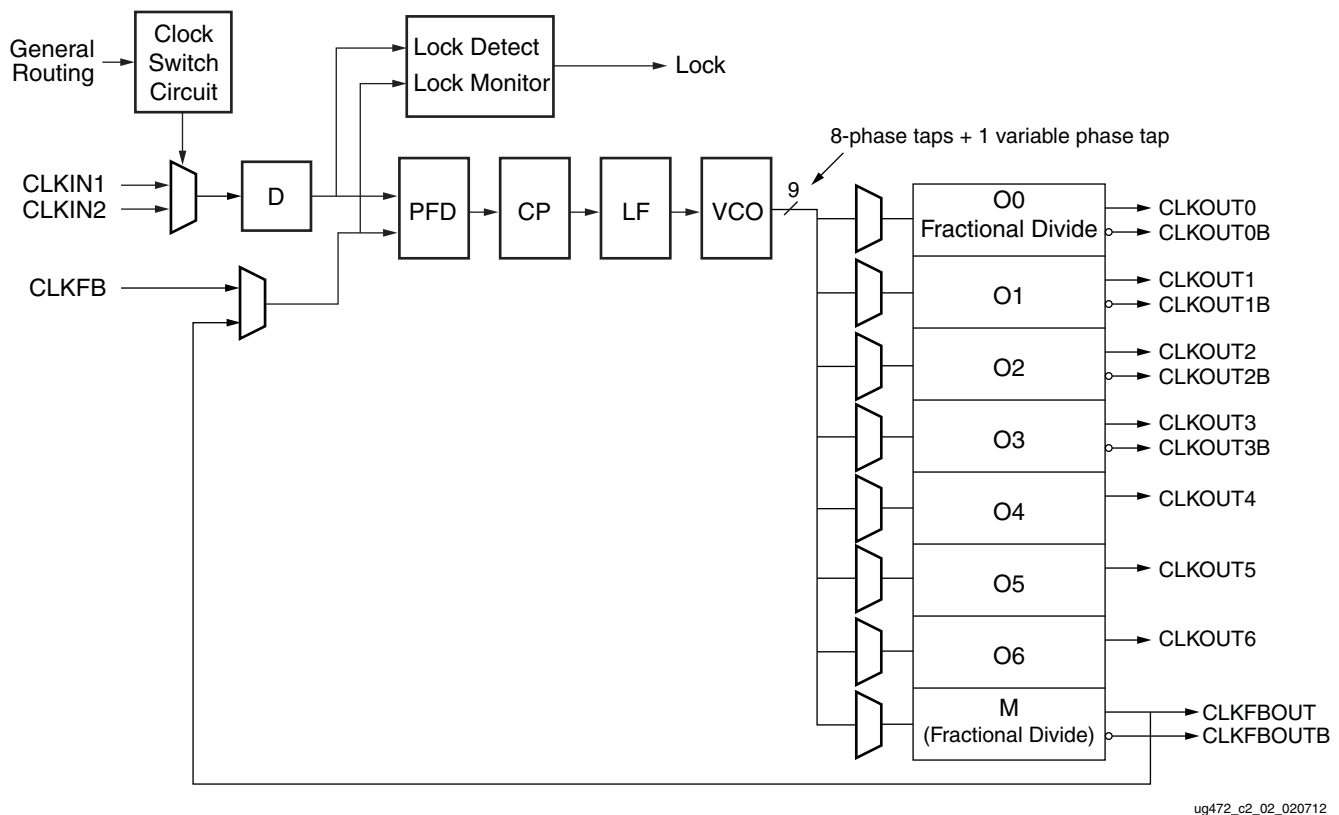 General
Routing
Clock
Switch
Circuit
Lock Detect
Lock Monitor
Lock
8-phase taps + 1 variable phase tap
CLKIN1
CLKIN2
D
PFD
CP
LF
VCO
9
CLKFB
O0
Fractional Divide
CLKOUT0
CLKOUT0B
O1
CLKOUT1
CLKOUT1B
O2
CLKOUT2
CLKOUT2B
O3
CLKOUT3
CLKOUT3B
O4
CLKOUT4
O5
CLKOUT5
O6
CLKOUT6
M
(Fractional Divide)
CLKFBOUT
CLKFBOUTB
ug472_c2_02_020712